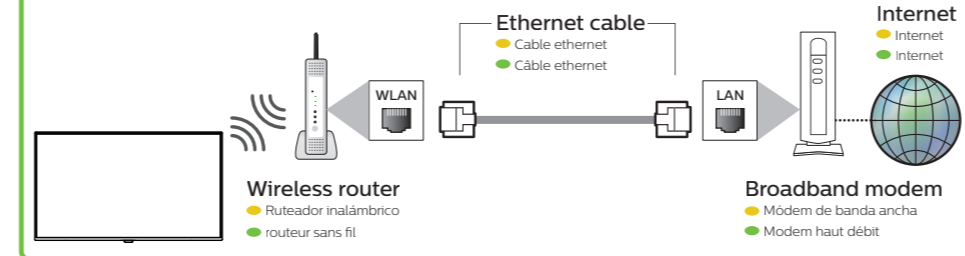 Ethernet cable
Cable ethernet
Câble ethernet
Internet
Internet
Internet
WLAN
LAN
Wireless router
Ruteador inalámbrico
routeur sans fil
Broadband modem
Módem de banda ancha
Modem haut débit